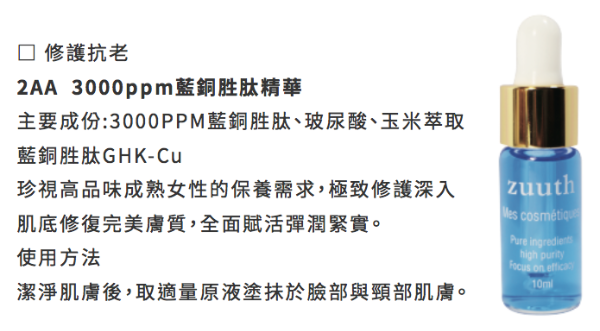 □ 修護抗老
2AA 3000ppm藍銅胜肽精華
主要成份:3000PPM藍銅胜肽、玻尿酸、玉米萃取
藍銅胜肽GHK-Cu
珍視高品味成熟女性的保養需求，極致修護深入
肌底修復完美膚質，全面賦活彈潤緊實。
使用方法
潔淨肌膚後，取適量原液塗抹於臉部與頸部肌膚。
zuuth
Mes cosmétique
Pure ingredients
high purity
Focus on efficacy
10ml